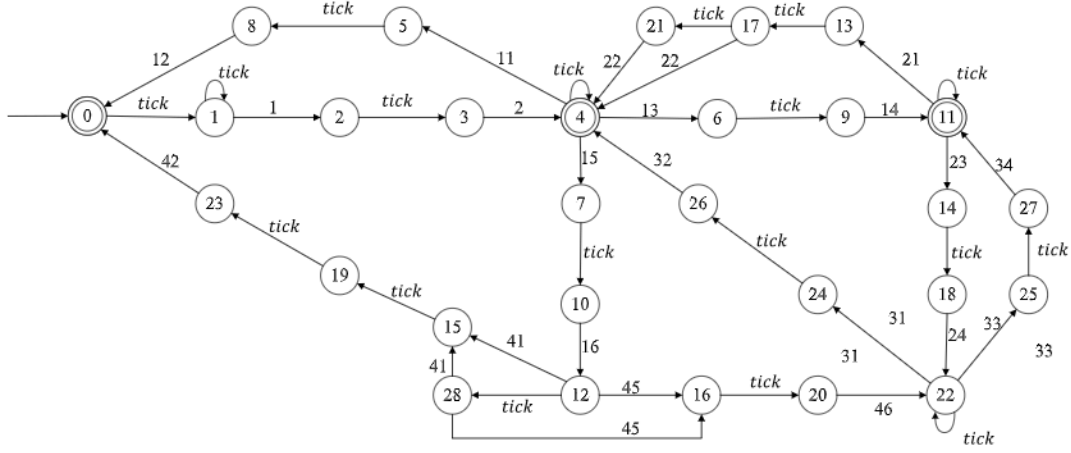 8 tick 5 21 tick 17 tick 13
12 11 22 22 21
tick tick tick
0 tick 1 1 2 tick 3 2 4 13 6 tick 9 14 11
42 15 32 23 34
23 7 26 14 27
tick tick tick tick tick
19 10 24 18 25
tick 31
15 41 16 31 24 33 33
41
28 tick 12 45 16 tick 20 46 22
45 tick